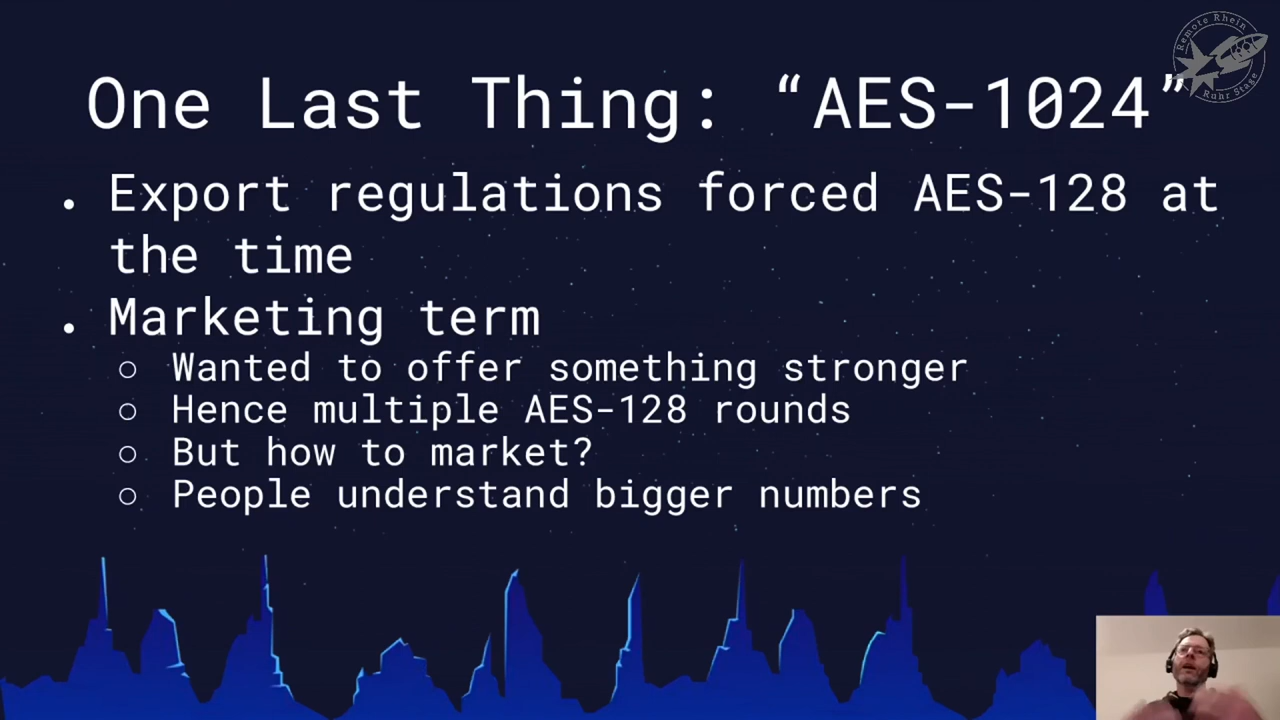 Remote Rhein
Ruhr Stage
One Last Thing: “AES-1024”
• Export regulations forced AES-128 at
the time
• Marketing term
○ Wanted to offer something stronger
○ Hence multiple AES-128 rounds
○ But how to market?
○ People understand bigger numbers